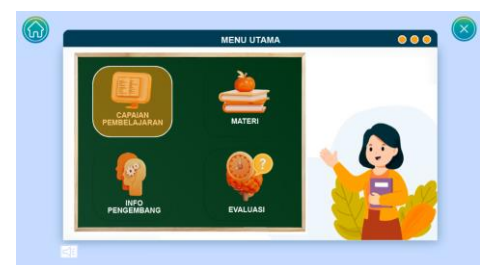 MENU UTAMA
CAPAIAN
PEMBELAJARAN
MATERI
INFO
PENGEMBANG
EVALUASI